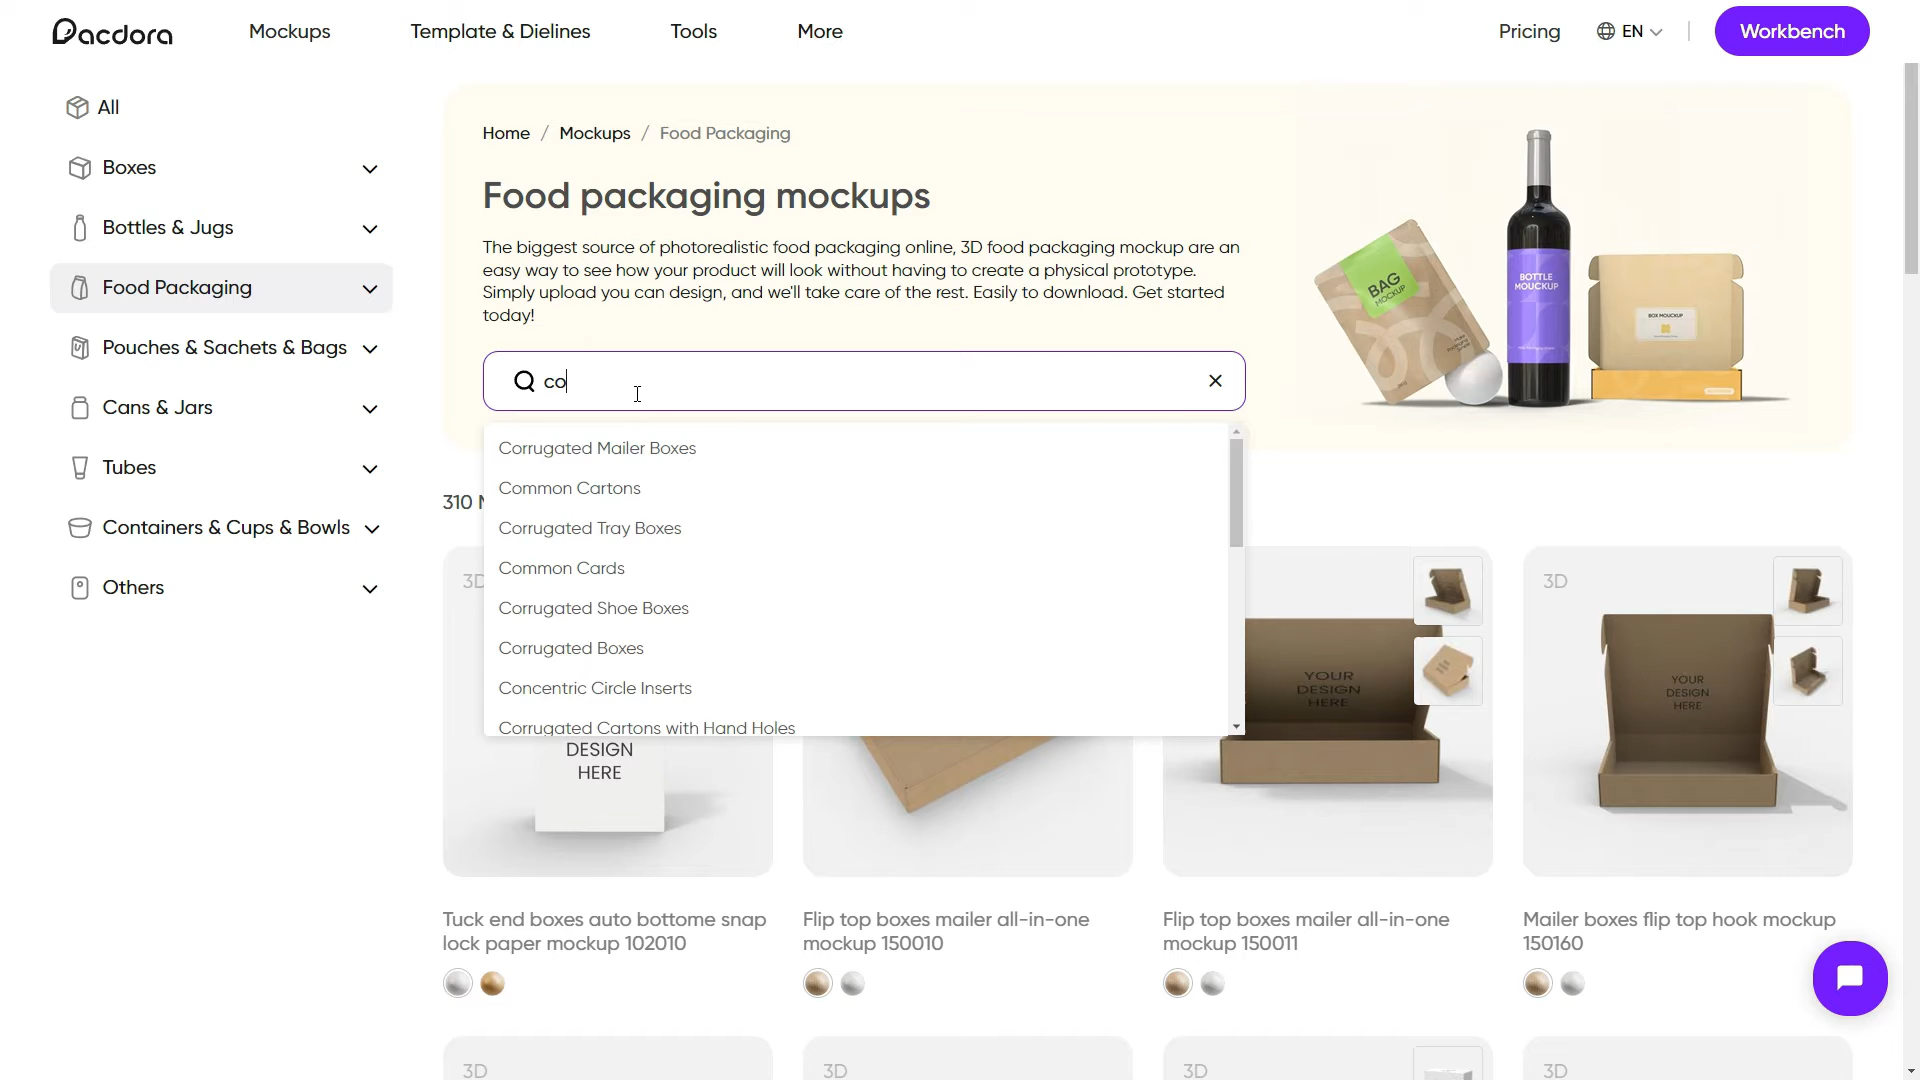 Pacdora
Mockups
Template & Dielines
Tools
More
Pricing
EN
Workbench
All
Boxes
Bottles & Jugs
Food Packaging
Pouches & Sachets & Bags
Cans & Jars
Tubes
Containers & Cups & Bowls
Others
Home / Mockups / Food Packaging
Food packaging mockups
The biggest source of photorealistic food packaging online, 3D food packaging mockup are an
easy way to see how your product will look without having to create a physical prototype.
Simply upload you can design, and we'll take care of the rest. Easily to download. Get started
today!
BAG
MOCKUP
BOTTLE
MOUCKUP
BOX MOUCKUP
co
Corrugated Mailer Boxes
Common Cartons
Corrugated Tray Boxes
Common Cards
Corrugated Shoe Boxes
Corrugated Boxes
Concentric Circle Inserts
Corrugated Cartons with Hand Holes
310
3D
DESIGN
HERE
YOUR
DESIGN
HERE
3D
YOUR
DESIGN
HERE
Tuck end boxes auto bottome snap
lock paper mockup 102010
Flip top boxes mailer all-in-one
mockup 150010
Flip top boxes mailer all-in-one
mockup 150011
Mailer boxes flip top hook mockup
150160
3D
3D
3D
3D